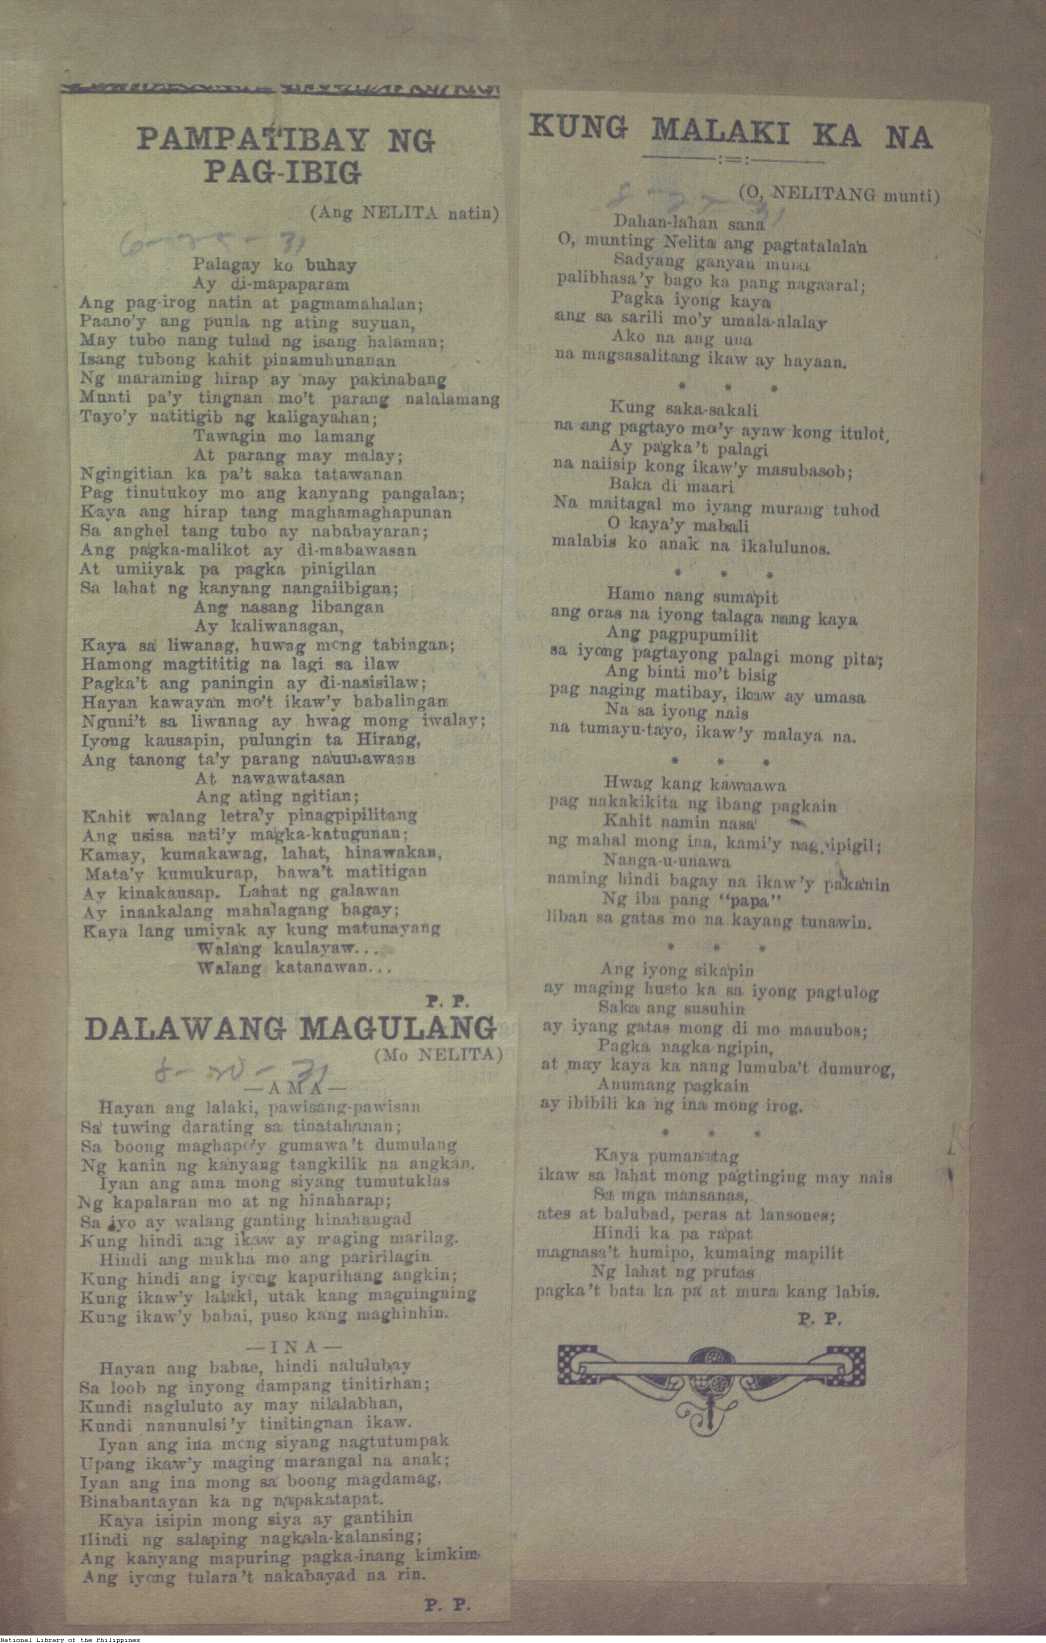 PAMPATIBAY NG
PAG-IBIG
(Ang NELITA natin)
6-25-31
Palagay ko buhay
Ay di-mapaparam
Ang pag-irog natin at pagmamahalan;
Paano'y ang punla ng ating suyuan,
May tubo nang tulad ng isang halaman;
Isang tubong kahit pinamuhunanan
Ng maraming hirap ay may pakinabang
Munti pa'y tingnan mo't parang nalalamang
Tayo'y natitigib ng kaligayahan;
Tawagin mo lamang
At parang may malay;
Ngingitian ka pa't saka tatawanan
Pag tinutukoy mo ang kanyang pangalan;
Kaya ang hirap tang maghamaghapunan
Sa anghel tang tubo ay nababayaran;
Ang pagka-malikot ay di-mabawasan
At umiiyak pa pagka pinigilan
Sa lahat ng kanyang nangaiibigan;
Ang nasang libangan
Ay kaliwanagan,
Kaya sa liwanag, huwag mong tabingan;
Hamong magtititig na lagi sa ilaw
Pagka't ang paningin ay di-nasisilaw;
Hayan kawayan mo't ikaw'y babalingan
Nguni't sa liwanag ay hwag mong iwalay;
Iyong kausapin, pulungin ta Hirang,
Ang tanong ta'y parang nauunawaan
At nawawatasan
Ang ating ngitian;
Kahit walang letra'y pinagpipilitang
Ang usisa nati'y magka-katugunan;
Kamay, kumakawag, lahat, hinawakan,
Mata'y kumukurap, bawa't matitigan
Ay kinakausap. Lahat ng galawan
Ay inaakalang mahalagang bagay;
Kaya lang umiyak ay kung matunayang
Walang kaulayaw...
Walang katanawan...
P. P.
DALAWANG MAGULANG
(Mo NELITA)
8-20-31
—A M A—
Hayan ang lalaki, pawisang-pawisan
Sa tuwing darating sa tinatahanan;
Sa boong maghapo'y gumawa't dumulang
Ng kanin ng kanyang tangkilik na angkan.
Iyan ang ama mong siyang tumutuklas
Ng kapalaran mo at ng hinaharap;
Sa iyo ay walang ganting hinahangad
Kung hindi ang ikaw ay maging marilag.
Hindi ang mukha mo ang paririlagin
Kung hindi ang iyong kapurihang angkin;
Kung ikaw'y lalaki, utak kang magningning
Kung ikaw'y babai, puso kang maghinhin.
—I N A—
Hayan ang babae, hindi nalulubay
Sa loob ng inyong dampang tinitirhan;
Kundi nagluluto ay may nilalabhan,
Kundi nanunulsi'y tinitingnan ikaw.
Iyan ang ina mong siyang nagtutumpak
Upang ikaw'y maging marangal na anak;
Iyan ang ina mong sa boong magdamag,
Binabantayan ka ng napakatapat.
Kaya isipin mong siya ay gantihin
Hindi ng salaping nagkala-kalansing;
Ang kanyang mapuring pagka-inang kimkim
Ang iyong tulara't nakabayad na rin.
P. P.
KUNG MALAKI KA NA
(O, NELITANG munti)
8-27-31
Dahan-lahan sana
O, munting Nelita ang pagtatalalan
Sadyang ganyan muna
palibhasa'y bago ka pang nagaaral;
Pagka iyong kaya
ang sa sarili mo'y umala-alalay
Ako na ang una
na magsasalitang ikaw ay hayaan.
* * *
Kung saka-sakali
na ang pagtayo mo'y ayaw kong itulot,
Ay pagka't palagi
na naiisip kong ikaw'y masubasob;
Baka di maari
Na maitagal mo iyang murang tuhod
O kaya'y mabali
malabis ko anak na ikalulunos.
* * *
Hamo nang sumapit
ang oras na iyong talaga nang kaya
Ang pagpupumilit
sa iyong pagtayong palagi mong pita;
Ang binti mo't bisig
pag naging matibay, ikaw ay umasa
Na sa iyong nais
na tumayu-tayo, ikaw'y malaya na.
* * *
Hwag kang kawaawa
pag nakakikita ng ibang pagkain
Kahit namin nasa
ng mahal mong ina, kami'y nagpipigil;
Nanga-u-unawa
naming hindi bagay na ikaw'y pakanin
Ng iba pang "papa"
liban sa gatas mo na kayang tunawin.
* * *
Ang iyong sikapin
ay maging husto ka sa iyong pagtulog
Saka ang susuhin
ay iyang gatas mong di mo mauubos;
Pagka nagka-ngipin,
at may kaya ka nang lumuba't dumurog,
Anumang pagkain
ay ibibili ka ng ina mong irog.
* * *
Kaya pumanatag
ikaw sa lahat mong pagtinging may nais
Sa mga mansanas,
ates at balubad, peras at lansones;
Hindi ka pa rapat
magnasa't humipo, kumaing mapilit
Ng lahat ng prutas
pagka't bata ka pa at mura kang labis.
P. P.
National Library of the Philippines